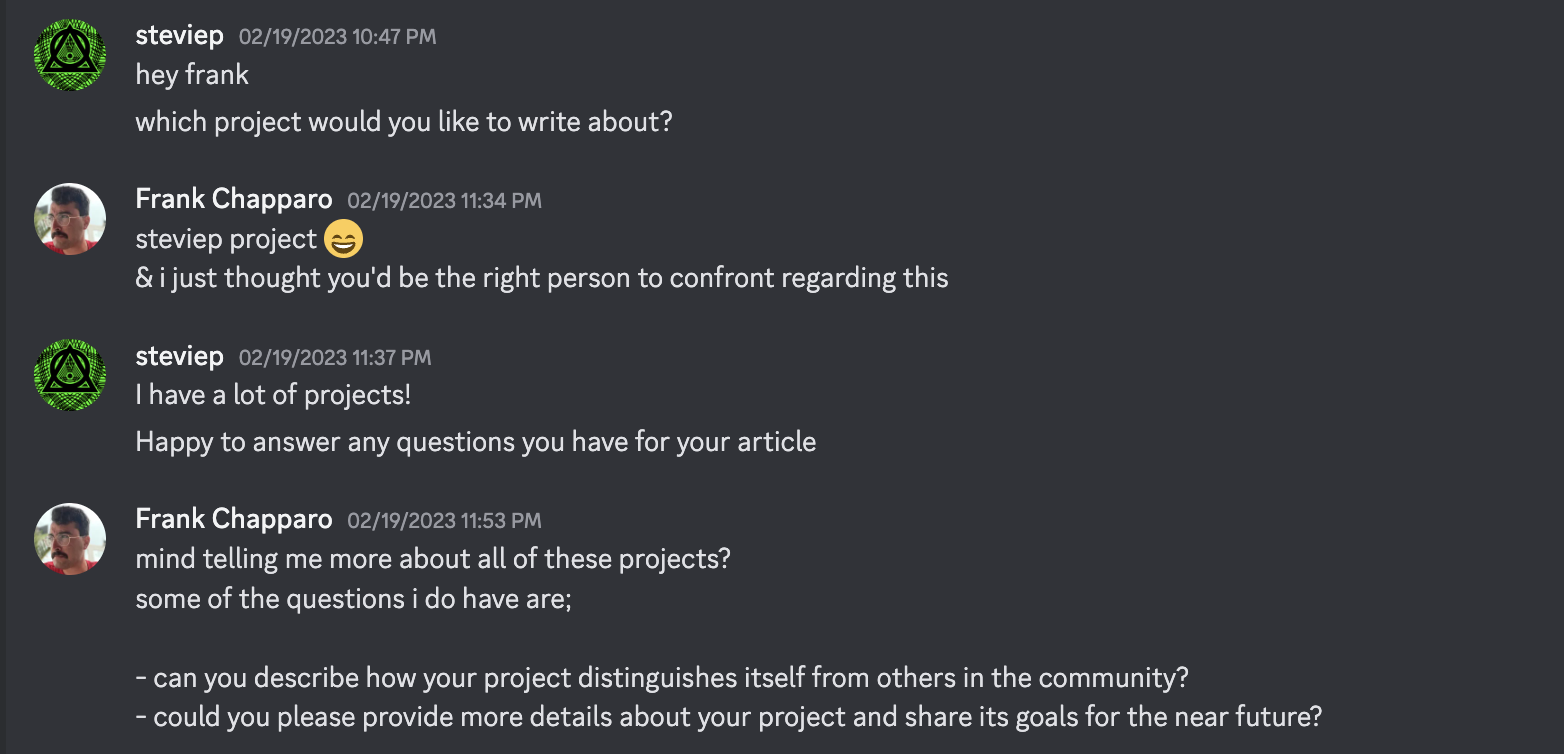 steviep 02/19/2023 10:47 PM
hey frank
which project would you like to write about?
Frank Chapparo 02/19/2023 11:34 PM
steviep project 😄
& i just thought you'd be the right person to confront regarding this
steviep 02/19/2023 11:37 PM
I have a lot of projects!
Happy to answer any questions you have for your article
Frank Chapparo 02/19/2023 11:53 PM
mind telling me more about all of these projects?
some of the questions i do have are;
- can you describe how your project distinguishes itself from others in the community?
- could you please provide more details about your project and share its goals for the near future?